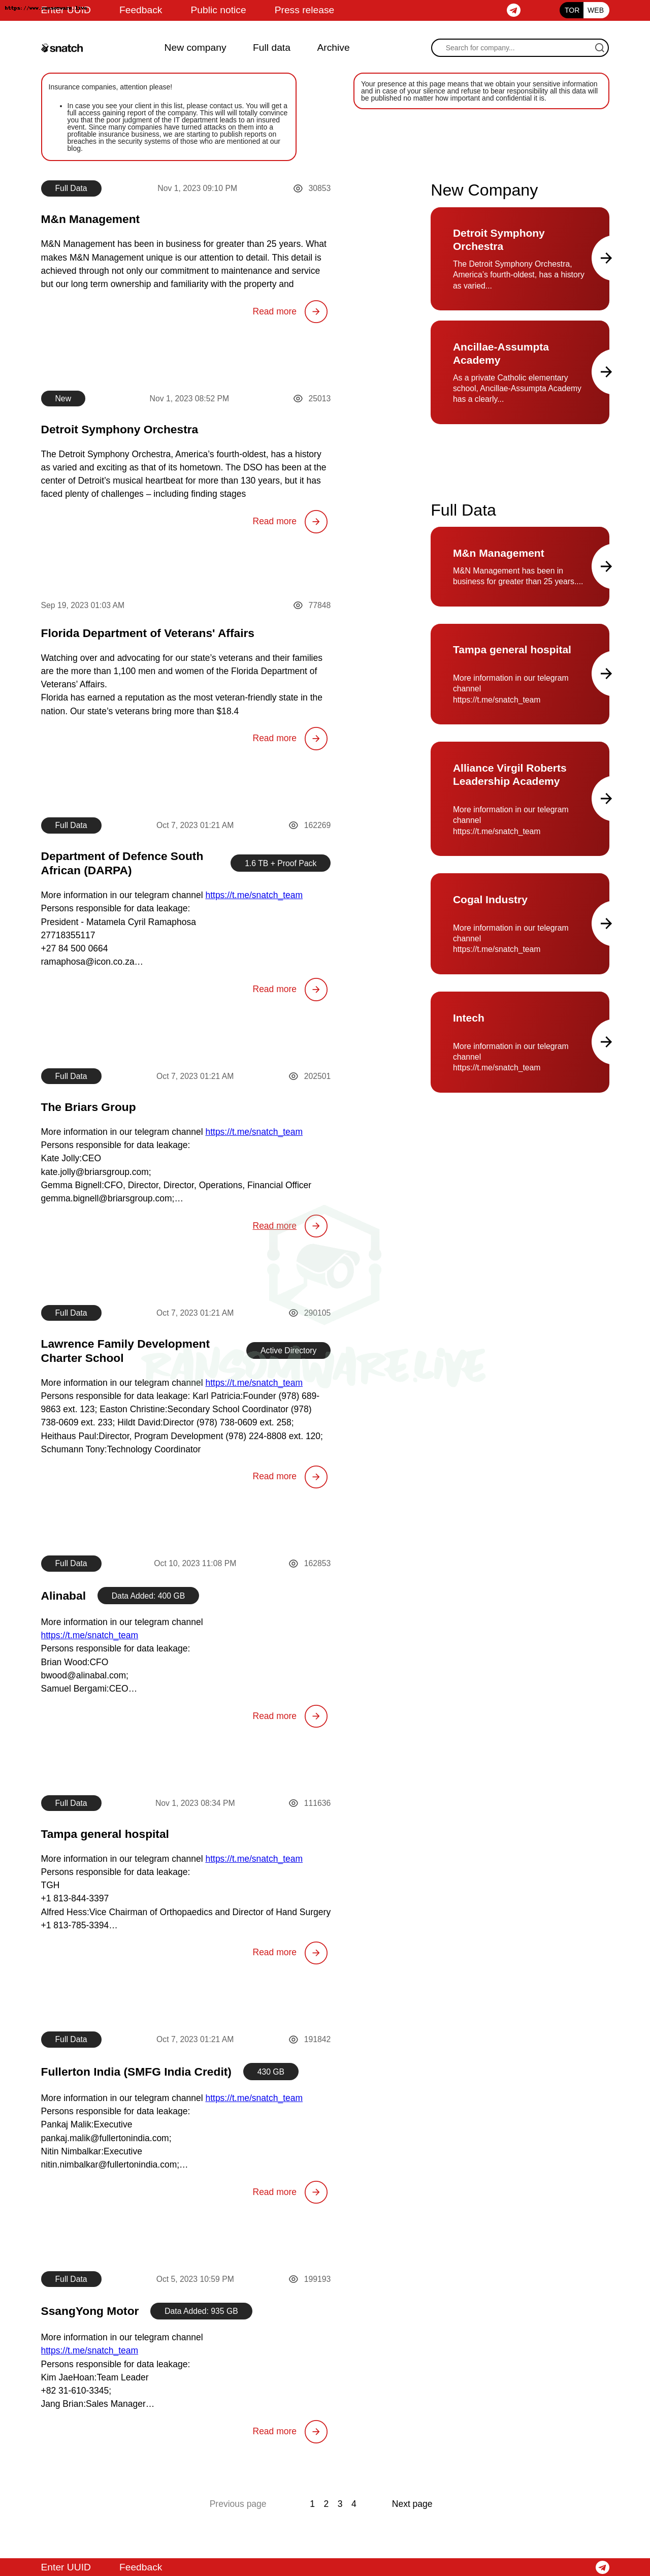 Enter UUID
Feedback
Public notice
Press release
TOR WEB
snatch
New company
Full data
Archive
Search for company...
Insurance companies, attention please!
In case you see your client in this list, please contact us. You will get a
full access gaining report of the company. This will will totally convince
you that the poor judgment of the IT department leads to an insured
event. Since many companies have turned attacks on them into a
profitable insurance business, we are starting to publish reports on
breaches in the security systems of those who are mentioned at our
blog.
Your presence at this page means that we obtain your sensitive information
and in case of your silence and refuse to bear responsibility all this data will
be published no matter how important and confidential it is.
Full Data
Nov 1, 2023 09:10 PM
30853
M&n Management
M&N Management has been in business for greater than 25 years. What
makes M&N Management unique is our attention to detail. This detail is
achieved through not only our commitment to maintenance and service
but our long term ownership and familiarity with the property and
Read more
New
Nov 1, 2023 08:52 PM
25013
Detroit Symphony Orchestra
The Detroit Symphony Orchestra, America's fourth-oldest, has a history
as varied and exciting as that of its hometown. The DSO has been at the
center of Detroit's musical heartbeat for more than 130 years, but it has
faced plenty of challenges – including finding stages
Read more
Sep 19, 2023 01:03 AM
77848
Florida Department of Veterans' Affairs
Watching over and advocating for our state's veterans and their families
are the more than 1,100 men and women of the Florida Department of
Veterans' Affairs.
Florida has earned a reputation as the most veteran-friendly state in the
nation. Our state's veterans bring more than $18.4
Read more
Full Data
Oct 7, 2023 01:21 AM
162269
Department of Defence South
African (DARPA)
1.6 TB + Proof Pack
More information in our telegram channel https://t.me/snatch_team
Persons responsible for data leakage:
President - Matamela Cyril Ramaphosa
27718355117
+27 84 500 0664
ramaphosa@icon.co.za…
Read more
Full Data
Oct 7, 2023 01:21 AM
202501
The Briars Group
More information in our telegram channel https://t.me/snatch_team
Persons responsible for data leakage:
Kate Jolly:CEO
kate.jolly@briarsgroup.com;
Gemma Bignell:CFO, Director, Director, Operations, Financial Officer
gemma.bignell@briarsgroup.com;…
Read more
Full Data
Oct 7, 2023 01:21 AM
290105
Lawrence Family Development
Charter School
Active Directory
RANSOMWARE.LIVE
More information in our telegram channel https://t.me/snatch_team
Persons responsible for data leakage: Karl Patricia:Founder (978) 689-
9863 ext. 123; Easton Christine:Secondary School Coordinator (978)
738-0609 ext. 233; Hildt David:Director (978) 738-0609 ext. 258;
Heithaus Paul:Director, Program Development (978) 224-8808 ext. 120;
Schumann Tony:Technology Coordinator
Read more
Full Data
Oct 10, 2023 11:08 PM
162853
Alinabal
Data Added: 400 GB
More information in our telegram channel
https://t.me/snatch_team
Persons responsible for data leakage:
Brian Wood:CFO
bwood@alinabal.com;
Samuel Bergami:CEO…
Read more
Full Data
Nov 1, 2023 08:34 PM
111636
Tampa general hospital
More information in our telegram channel https://t.me/snatch_team
Persons responsible for data leakage:
TGH
+1 813-844-3397
Alfred Hess:Vice Chairman of Orthopaedics and Director of Hand Surgery
+1 813-785-3394…
Read more
Full Data
Oct 7, 2023 01:21 AM
191842
Fullerton India (SMFG India Credit)
430 GB
More information in our telegram channel https://t.me/snatch_team
Persons responsible for data leakage:
Pankaj Malik:Executive
pankaj.malik@fullertonindia.com;
Nitin Nimbalkar:Executive
nitin.nimbalkar@fullertonindia.com;…
Read more
Full Data
Oct 5, 2023 10:59 PM
199193
SsangYong Motor
Data Added: 935 GB
More information in our telegram channel
https://t.me/snatch_team
Persons responsible for data leakage:
Kim JaeHoan:Team Leader
+82 31-610-3345;
Jang Brian:Sales Manager…
Read more
New Company
Detroit Symphony
Orchestra
The Detroit Symphony Orchestra,
America's fourth-oldest, has a history
as varied...
Ancillae-Assumpta
Academy
As a private Catholic elementary
school, Ancillae-Assumpta Academy
has a clearly...
Full Data
M&n Management
M&N Management has been in
business for greater than 25 years....
Tampa general hospital
More information in our telegram
channel
https://t.me/snatch_team
Alliance Virgil Roberts
Leadership Academy
More information in our telegram
channel
https://t.me/snatch_team
Cogal Industry
More information in our telegram
channel
https://t.me/snatch_team
Intech
More information in our telegram
channel
https://t.me/snatch_team
Previous page
1 2 3 4
Next page
Enter UUID
Feedback